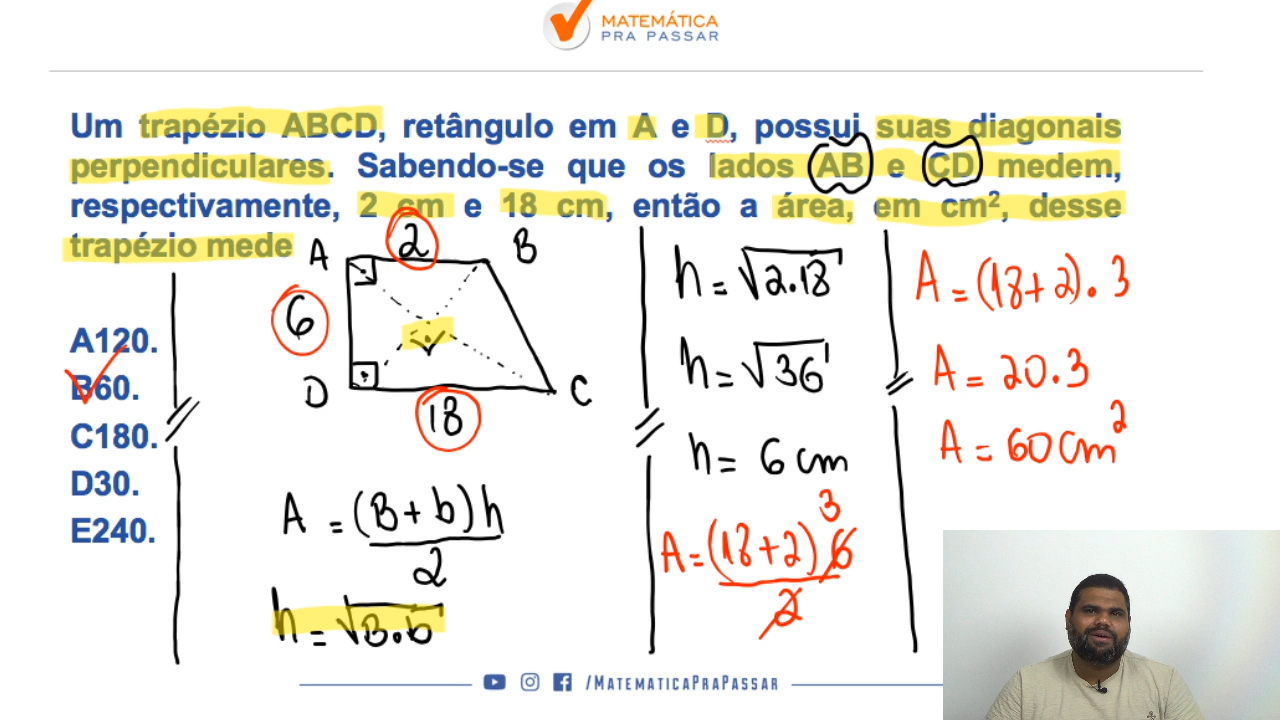 MATEMÁTICA
PRA PASSAR
Um trapézio ABCD, retângulo em A e D, possui suas diagonais
perpendiculares. Sabendo-se que os lados AB e CD medem,
respectivamente, 2 cm e 18 cm, então a área, em cm², desse
trapézio mede
A120.
B60.
C180.
D30.
E240.
A 2 B
6
D 18 C
A = (B+b)h
2
h = √B.b
h = √2.18
h = √36
h = 6 cm
3
A = (18+2) 6
2
A = (18+2).3
A = 20.3
A = 60 cm²
/MATEMATICAPRAPASSAR